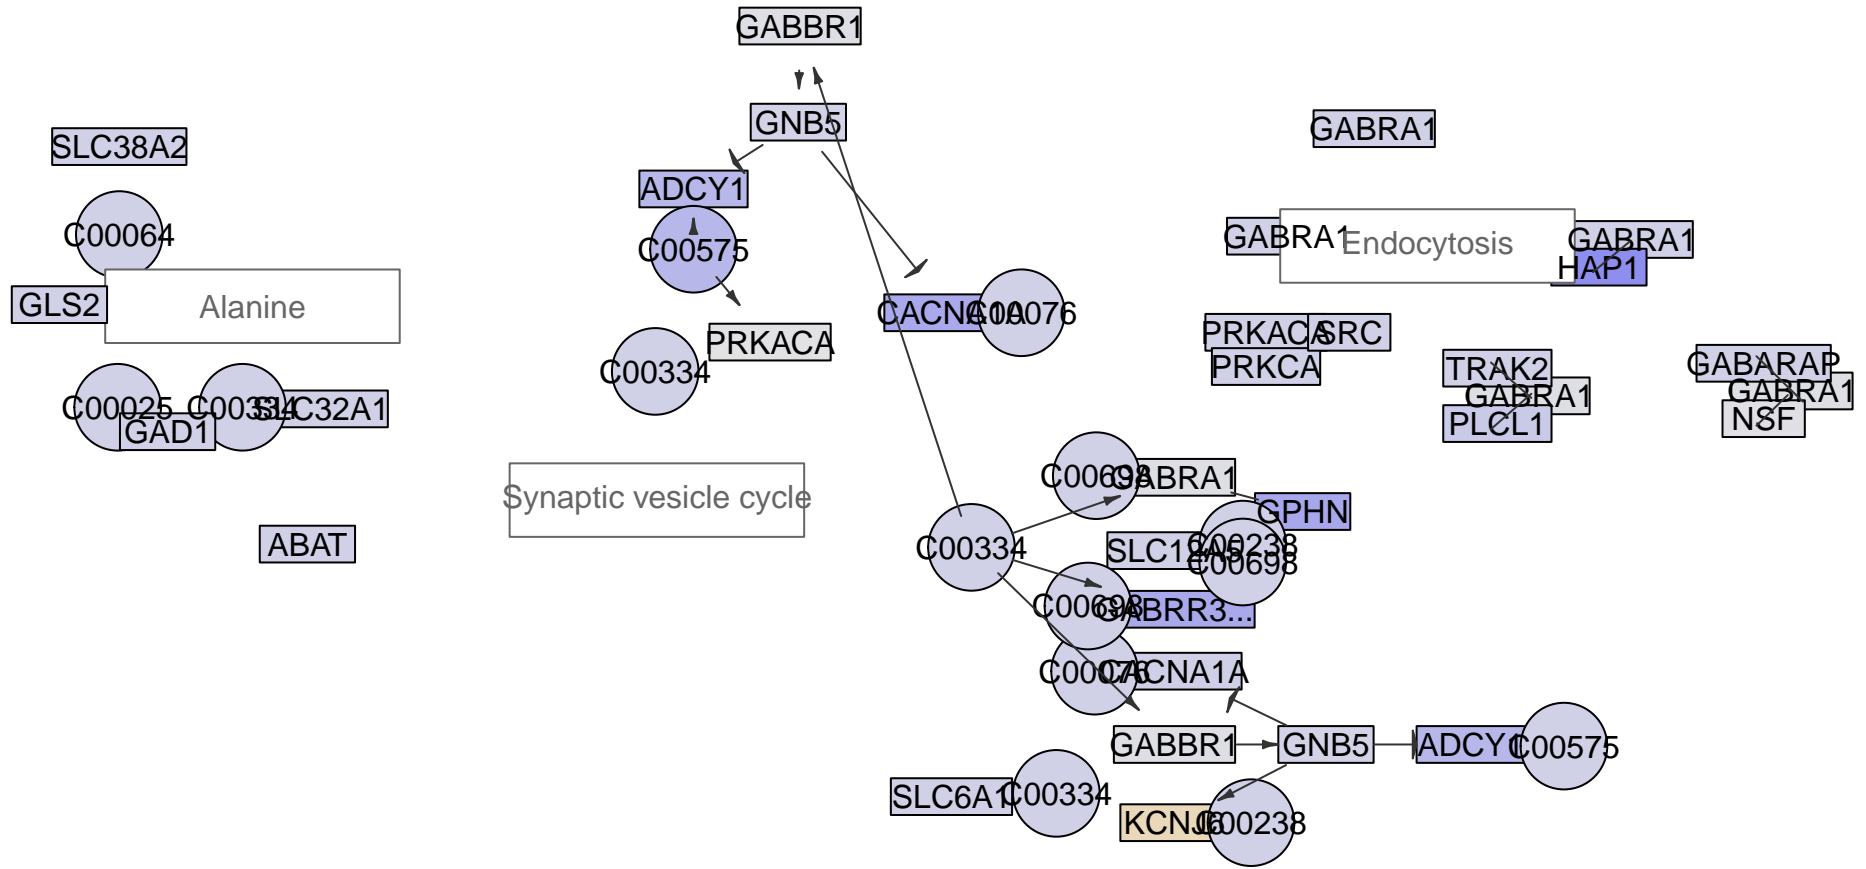 GABBR1
GNB5
GABRA1
SLC38A2
ADCY1
C00064
C00575
GABRA1
Endocytosis
GABRA1
HAP1
GLS2
Alanine
CACNA1A
C00076
PRKACA
PRKACA
SRC
C00334
PRKCA
TRAK2
GABRA1
PLCL1
GABARAP
GABRA1
NSF
C00025
C00334
SLC32A1
GAD1
Synaptic vesicle cycle
C00698
GABRA1
GPHN
ABAT
C00334
SLC12A5
C00238
C00698
C00698
GABRR3...
C00076
CACNA1A
GABBR1
GNB5
ADCY1
C00575
SLC6A1
C00334
KCNJ6
C00238